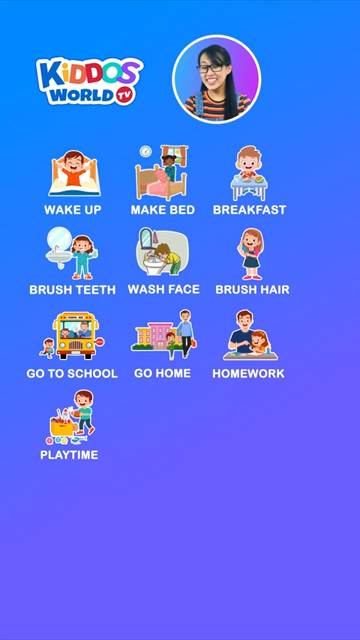 KiDDOS
WORLD TV
WAKE UP
MAKE BED
BREAKFAST
BRUSH TEETH
WASH FACE
BRUSH HAIR
GO TO SCHOOL
GO HOME
HOMEWORK
PLAYTIME